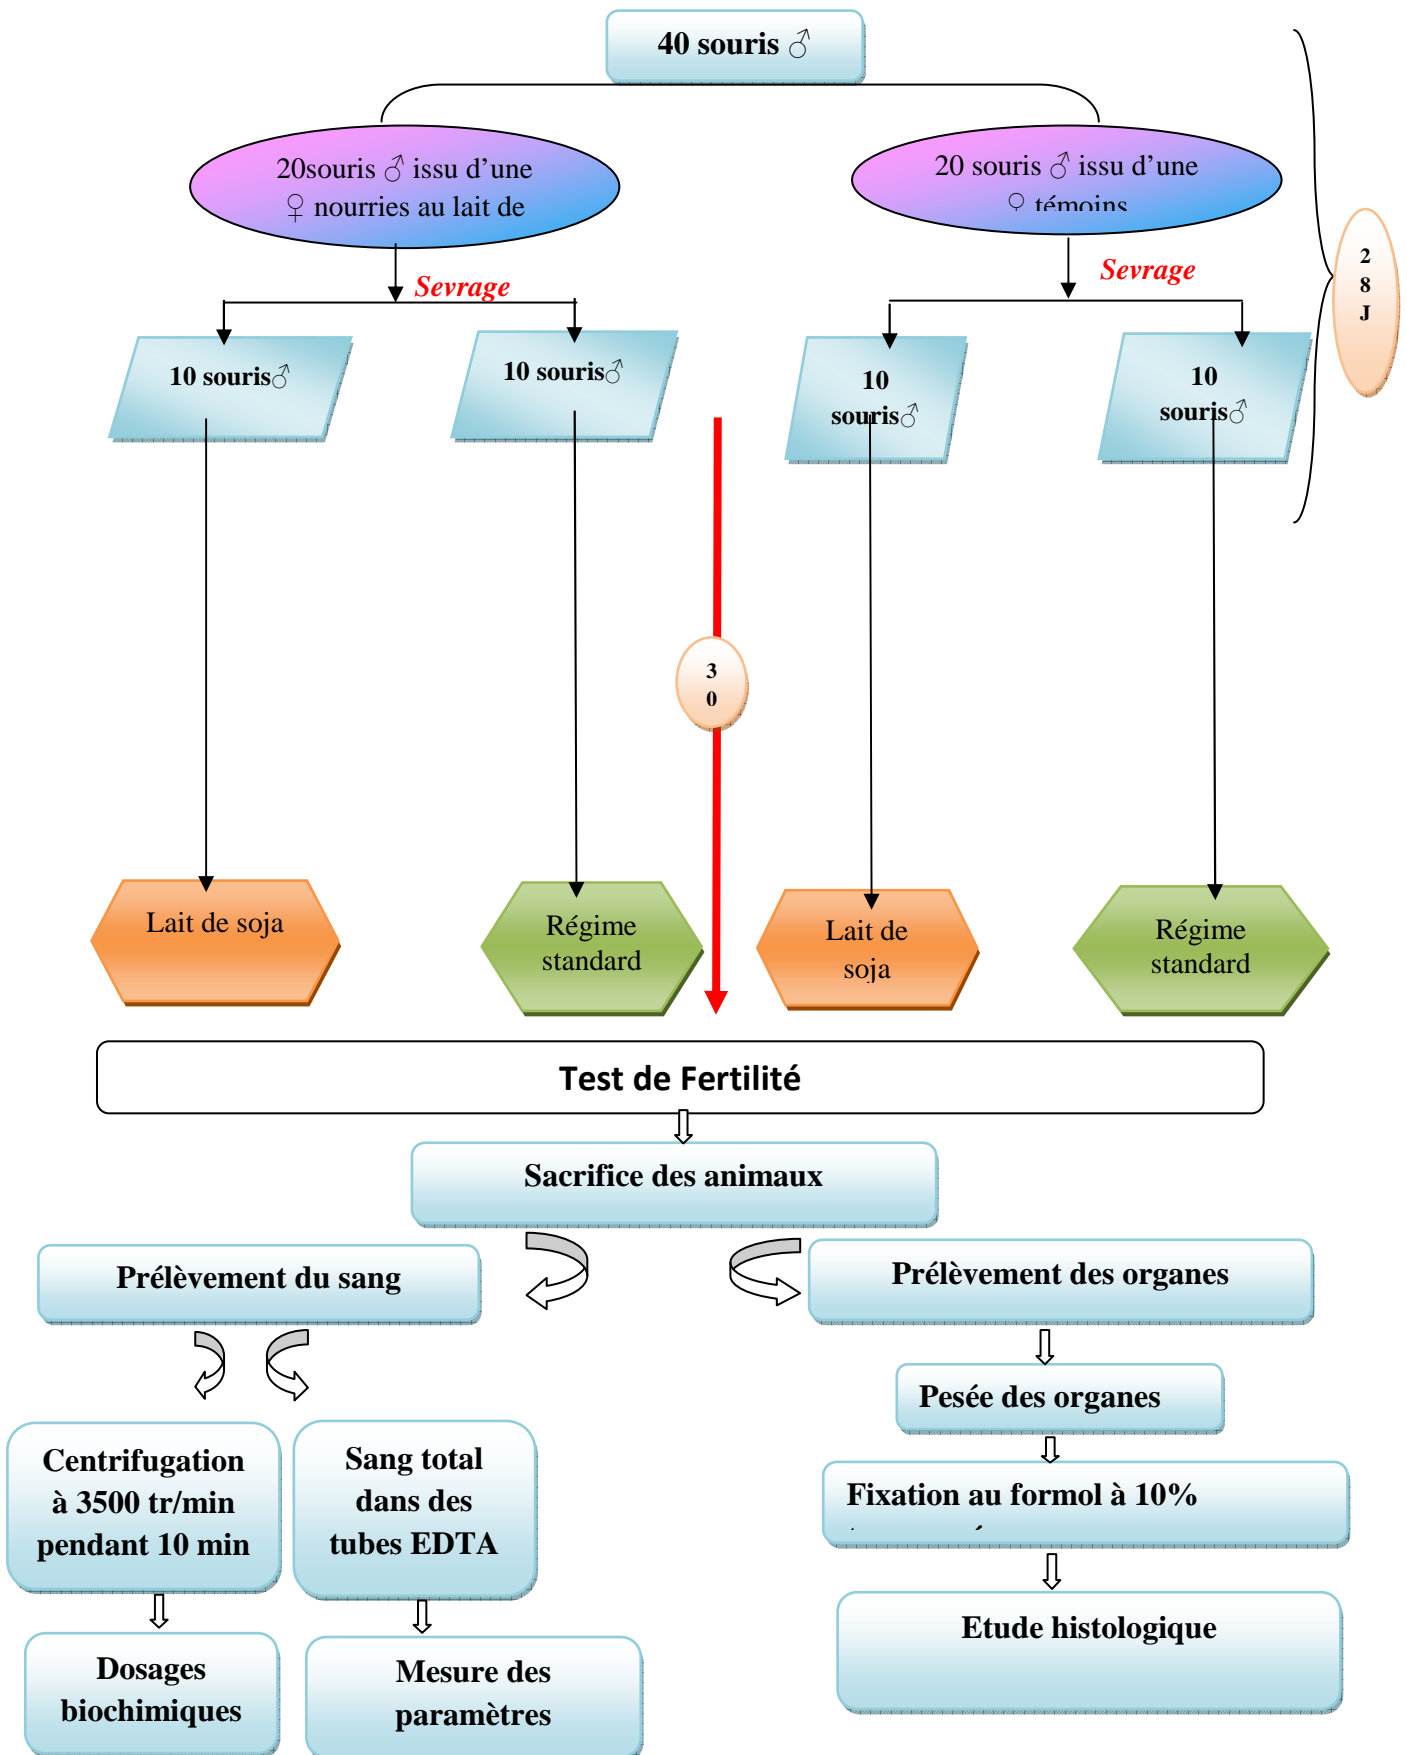 40 souris ♂
20souris ♂ issu d’une
♀ nourries au lait de
20 souris ♂ issu d’une
♀ témoins
2
8
J
Sevrage
Sevrage
10 souris♂
10 souris♂
10
souris♂
10
souris♂
3
0
Lait de soja
Régime
standard
Lait de
soja
Régime
standard
Test de Fertilité
Sacrifice des animaux
Prélèvement du sang
Prélèvement des organes
Pesée des organes
Centrifugation
à 3500 tr/min
pendant 10 min
Sang total
dans des
tubes EDTA
Fixation au formol à 10%
Etude histologique
Dosages
biochimiques
Mesure des
paramètres